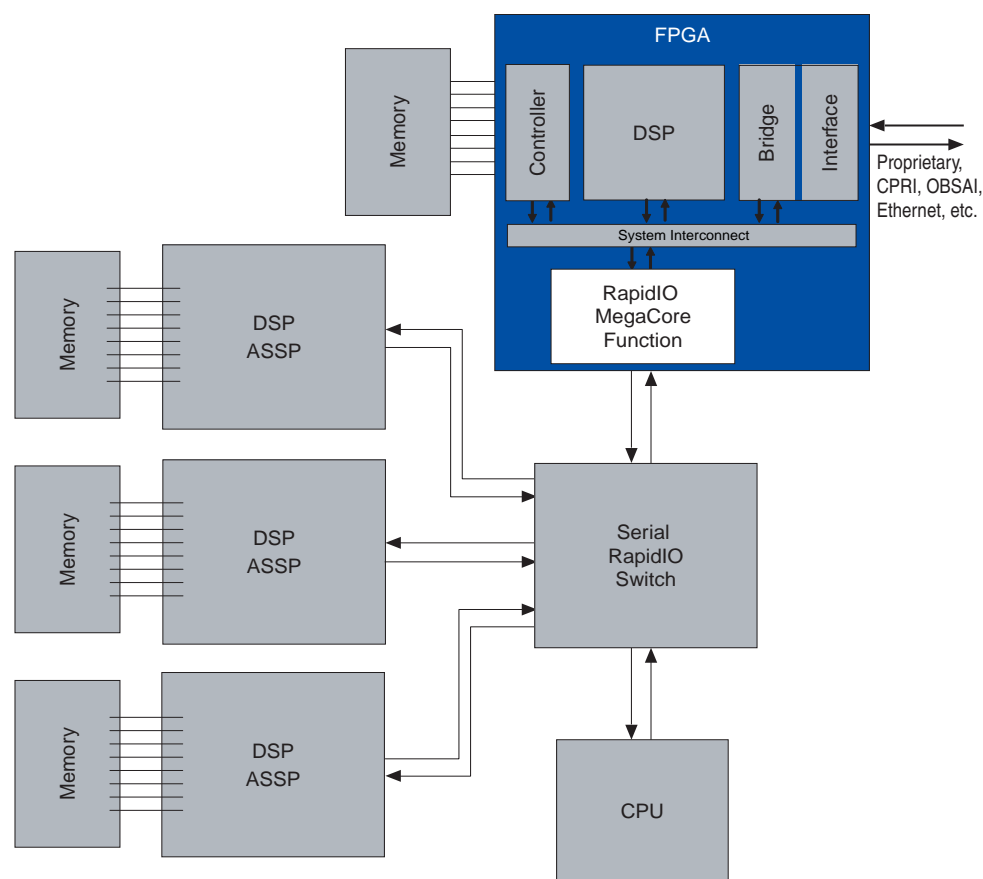 FPGA
Memory
Controller
DSP
Bridge
Interface
Proprietary,
CPRI, OBSAI,
Ethernet, etc.
System Interconnect
RapidIO
MegaCore
Function
Memory
DSP
ASSP
Memory
DSP
ASSP
Serial
RapidIO
Switch
Memory
DSP
ASSP
CPU